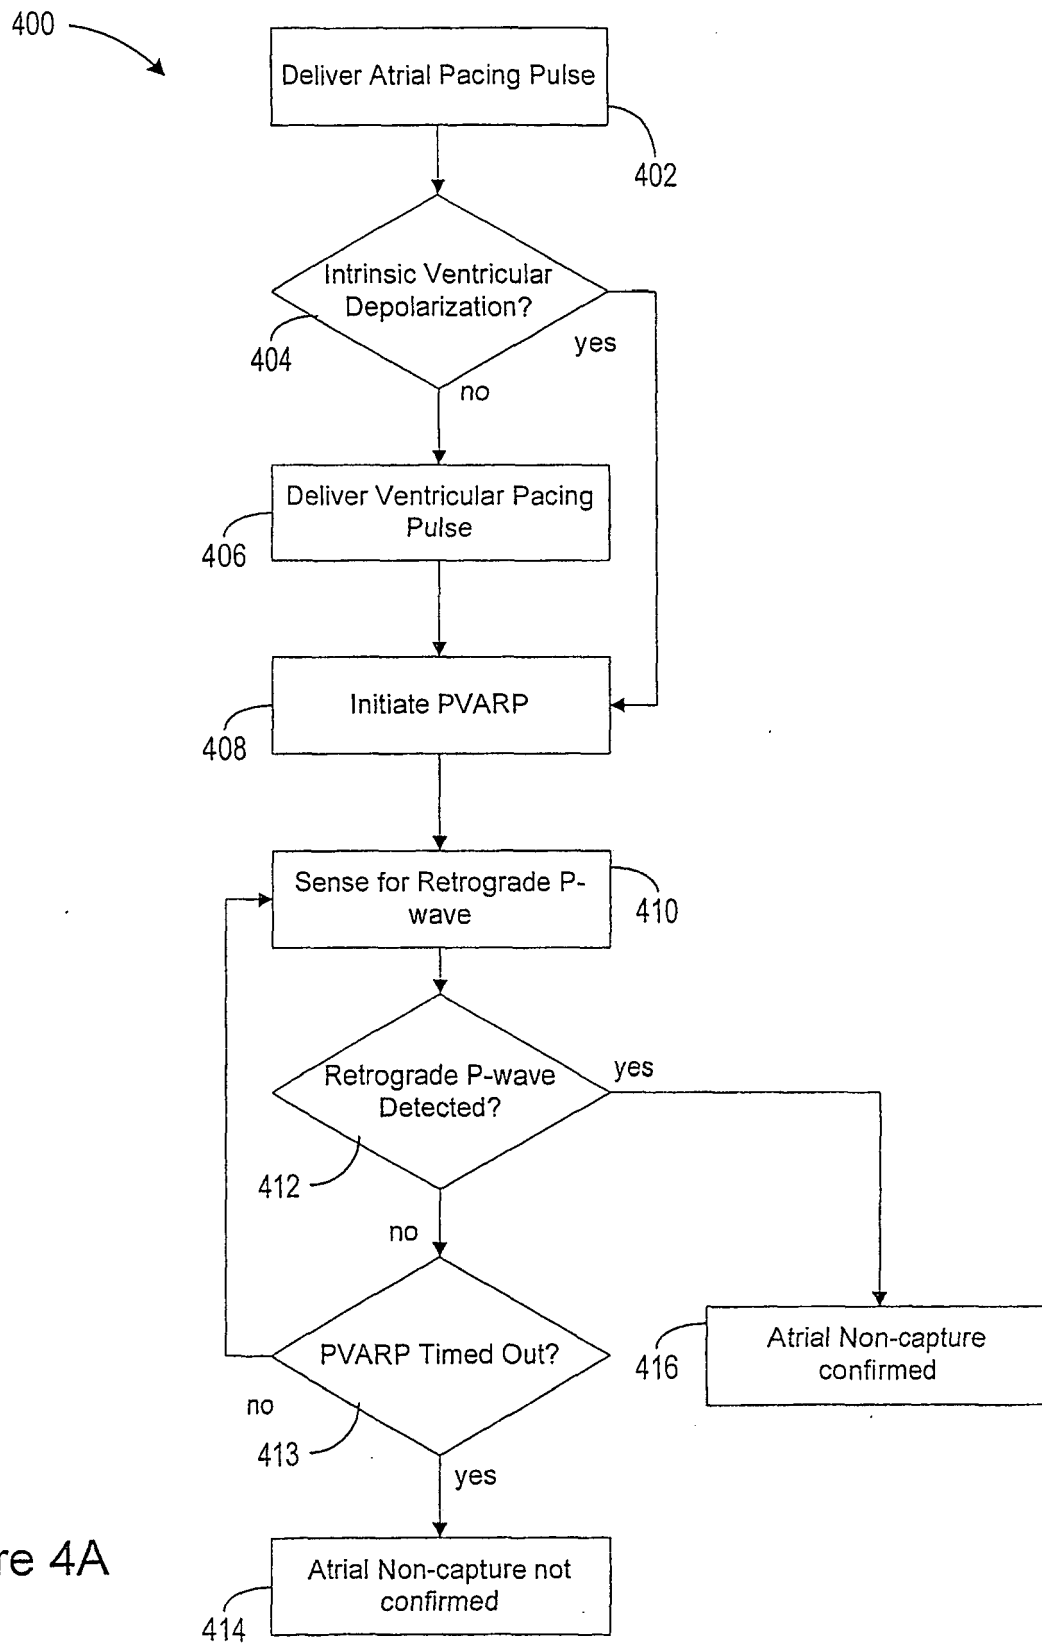 400
Deliver Atrial Pacing Pulse
402
Intrinsic Ventricular
Depolarization?
404
yes
no
Deliver Ventricular Pacing
Pulse
406
Initiate PVARP
408
Sense for Retrograde P-
wave
410
Retrograde P-wave
Detected?
yes
412
no
PVARP Timed Out?
no
413
yes
Atrial Non-capture
confirmed
416
re 4A
Atrial Non-capture not
confirmed
414